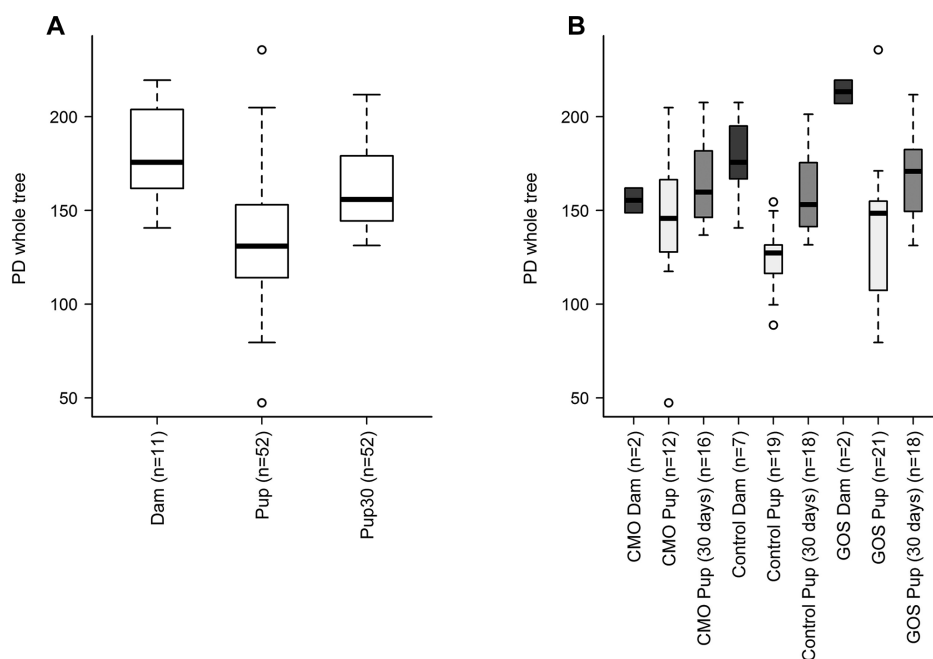 A
PD whole tree
200
150
100
50
Dam (n=11)
Pup (n=52)
Pup30 (n=52)
B
PD whole tree
200
150
100
50
CMO Dam (n=2)
CMO Pup (n=12)
CMO Pup (30 days) (n=16)
Control Dam (n=7)
Control Pup (n=19)
Control Pup (30 days) (n=18)
GOS Dam (n=2)
GOS Pup (n=21)
GOS Pup (30 days) (n=18)